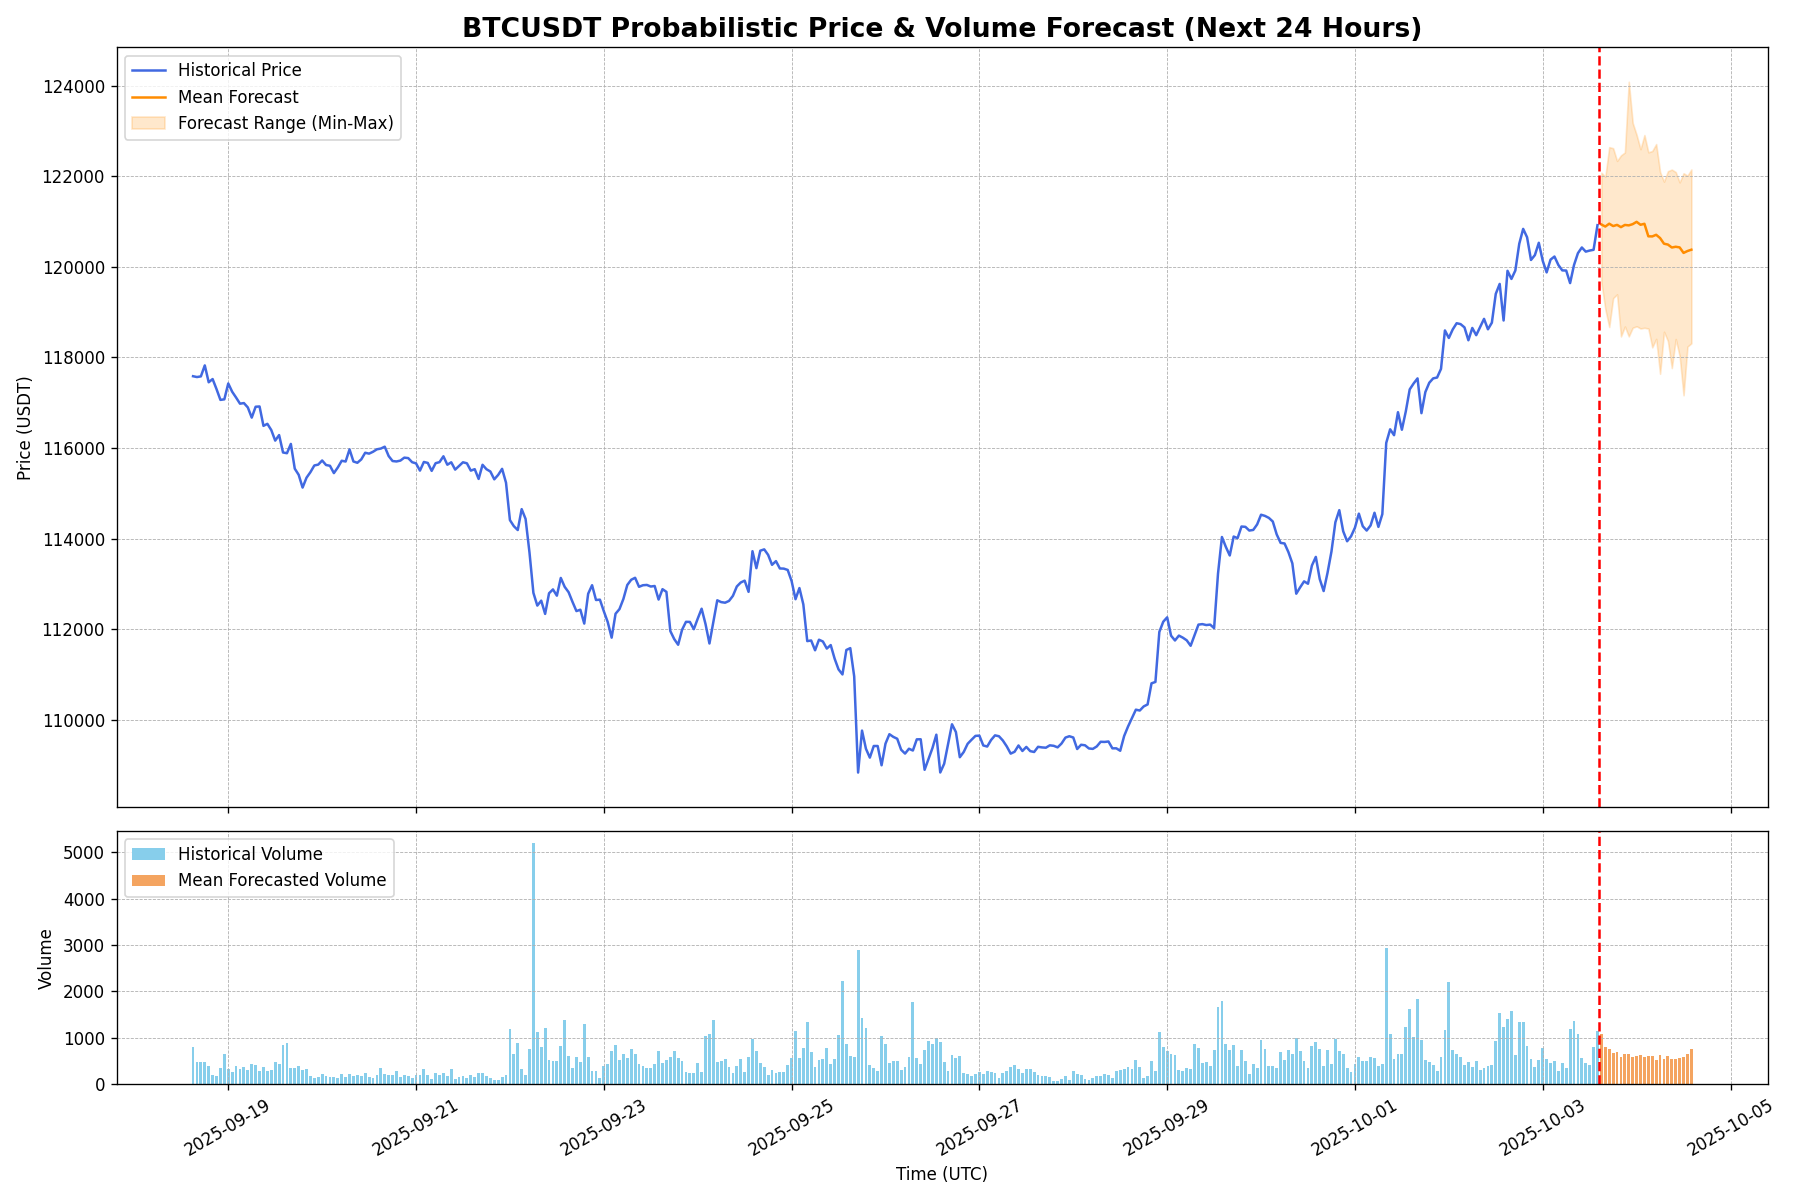 BTCUSDT Probabilistic Price & Volume Forecast (Next 24 Hours)
Historical Price
Mean Forecast
Forecast Range (Min-Max)
124000
122000
120000
118000
116000
114000
112000
110000
Price (USDT)
Historical Volume
Mean Forecasted Volume
5000
4000
3000
2000
1000
0
Volume
2025-09-19
2025-09-21
2025-09-23
2025-09-25
2025-09-27
2025-09-29
2025-10-01
2025-10-03
2025-10-05
Time (UTC)